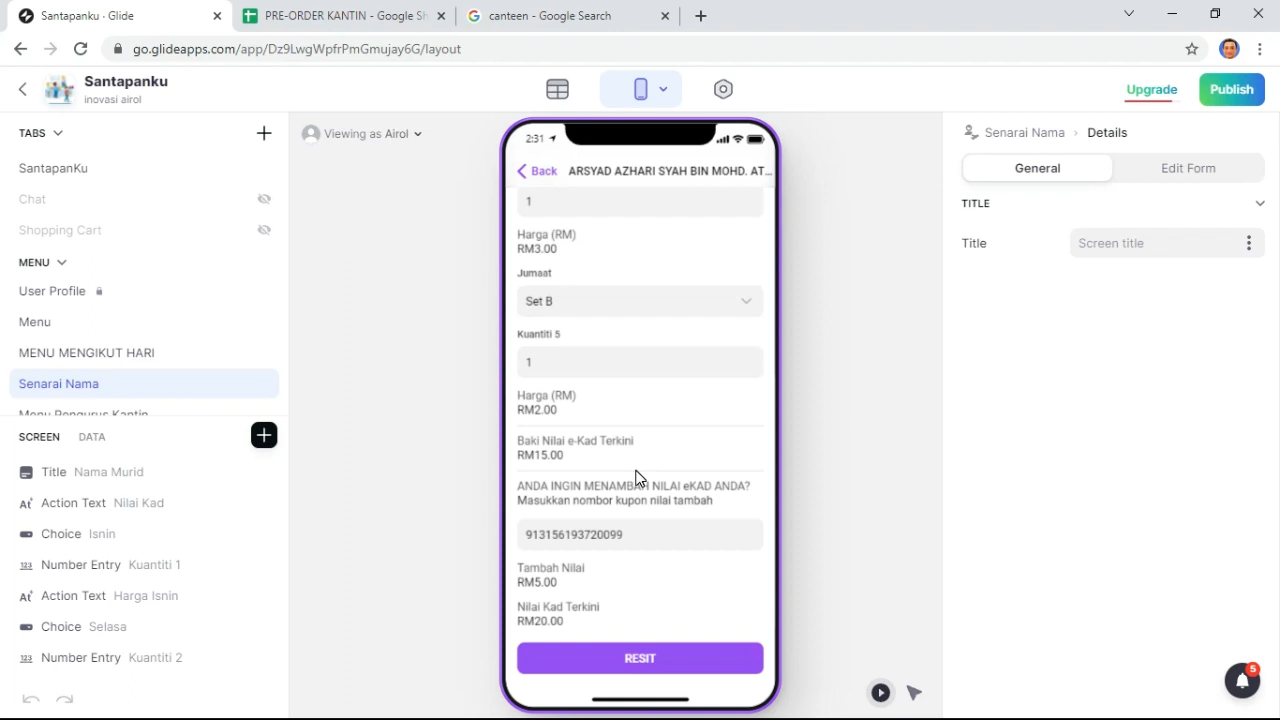 Santapanku · Glide
PRE-ORDER KANTIN - Google Sh
canteen - Google Search
go.glideapps.com/app/Dz9LwgWpfrPmGmujay6G/layout
Santapanku
inovasi airol
Upgrade
Publish
TABS
SantapanKu
Chat
Shopping Cart
MENU
User Profile
Menu
MENU MENGIKUT HARI
Senarai Nama
Menu Pengurus Kantin
SCREEN DATA
Title Nama Murid
Action Text Nilai Kad
Choice Isnin
Number Entry Kuantiti 1
Action Text Harga Isnin
Choice Selasa
Number Entry Kuantiti 2
Viewing as Airol
2:31
Back ARSYAD AZHARI SYAH BIN MOHD. AT...
1
Harga (RM)
RM3.00
Jumaat
Set B
Kuantiti 5
1
Harga (RM)
RM2.00
Baki Nilai e-Kad Terkini
RM15.00
ANDA INGIN MENAMBAH NILAI eKAD ANDA?
Masukkan nombor kupon nilai tambah
913156193720099
Tambah Nilai
RM5.00
Nilai Kad Terkini
RM20.00
RESIT
Senarai Nama › Details
General Edit Form
TITLE
Title Screen title
5